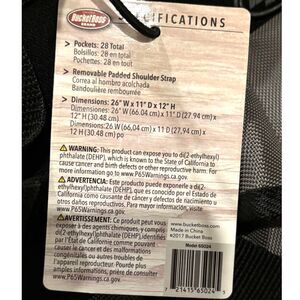 BucketBoss
BRAND
SPECIFICATIONS
> Pockets: 28 Total
Bolsillos: 28 en total
Pochettes: 28 en tout
> Removable Padded Shoulder Strap
Correa al hombro acolchada
Bandoulière rembourrée
> Dimensions: 26" W x 11" D x 12" H
Dimensiones: 26" W (66.04 cm) x 11" D (27.94 cm) x
12" H (30.48 cm)
Dimensions: 26" W (66,04 cm) x 11 D (27,94 cm) x
12 H (30.48 cm) po
WARNING: This product can expose you to di(2-ethylhexyl)
phthalate (DEHP), which is known to the State of California to
cause cancer and birth defects or other reproductive harm. For
more information go to www.P65Warnings.ca.gov.
ADVERTENCIA: Este producto puede exponerle a di(2-
ethylhexyl)phthalate (DEHP), que es conocido por el Estado
de California como causante de cáncer y defectos de nacimiento
u otros daños reproductivos. Para mayor información, visite
www.P65Warnings.ca.gov.
AVERTISSEMENT: Ce produit peut vous
exposer à des agents chimiques, y compris
di(2-ethylhexyl)phthalate (DEHP), identifiés
par l'État de Californie comme pouvant
causer le cancer et des malformations
congénitales ou autres troubles de
l'appareil reproducteur. Pour de plus
amples informations, prière de consulter
www.P65Warnings.ca.gov.
www.bucketboss.com
Made in China
©2017 Bucket Boss
Model 65024
7 21415 65024